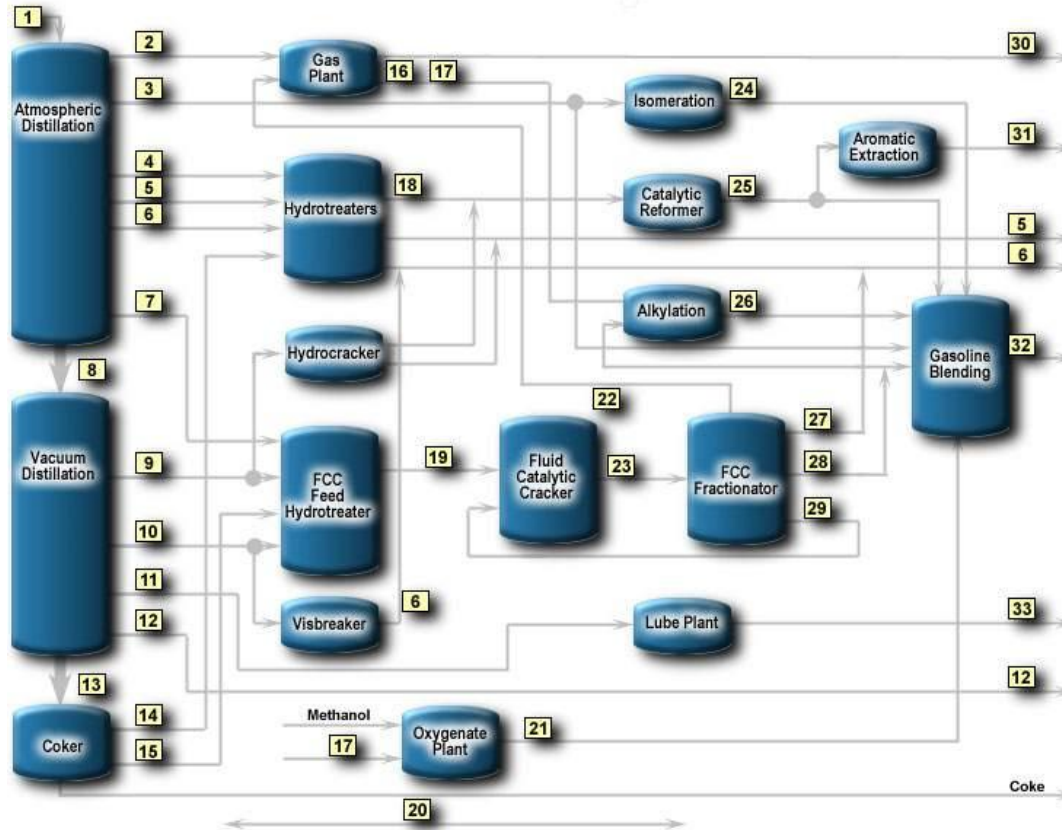 1
2
30
Gas
Plant
16
17
3
Atmospheric
Distillation
Isomeration
24
Aromatic
Extraction
31
4
5
6
Hydrotreaters
18
Catalytic
Reformer
25
5
6
7
Alkylation
26
Hydrocracker
Gasoline
Blending
32
8
22
27
Vacuum
Distillation
9
FCC
Feed
Hydrotreater
19
Fluid
Catalytic
Cracker
23
FCC
Fractionator
28
29
10
11
Visbreaker
6
12
Lube Plant
33
13
12
14
Coker
15
Methanol
17
Oxygenate
Plant
21
Coke
20